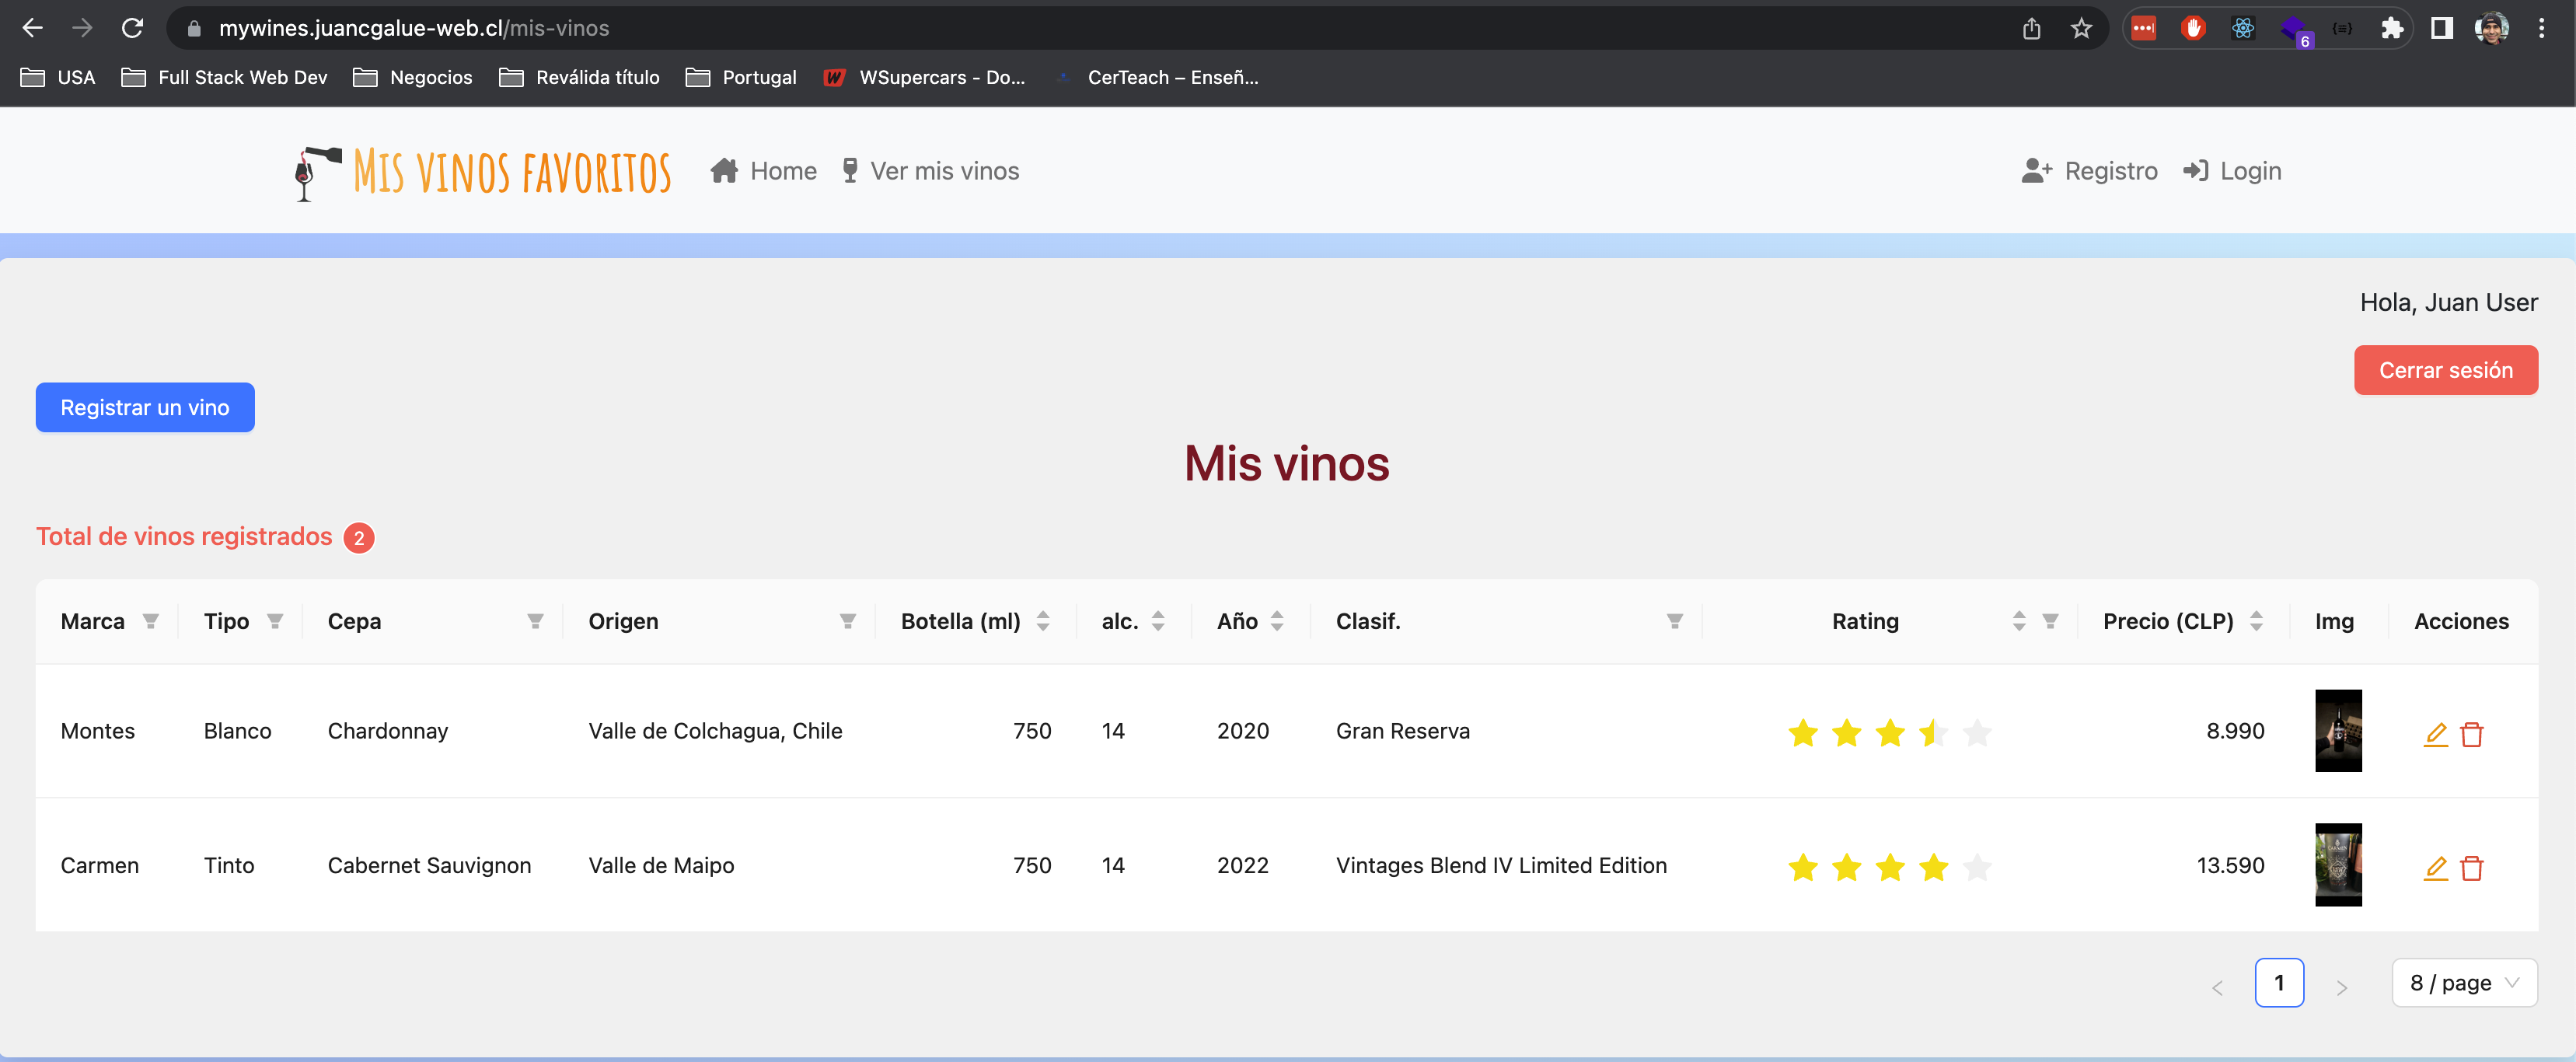 mywines.juancgalue-web.cl/mis-vinos
6
USA Full Stack Web Dev Negocios Reválida título Portugal WSupercars - Do... CerTeach – Enseñ...
Mis vinos favoritos Home Ver mis vinos Registro Login
Hola, Juan User
Cerrar sesión
Registrar un vino
Mis vinos
Total de vinos registrados 2
Marca Tipo Cepa Origen Botella (ml) alc. Año Clasif. Rating Precio (CLP) Img Acciones
Montes Blanco Chardonnay Valle de Colchagua, Chile 750 14 2020 Gran Reserva 8.990
Carmen Tinto Cabernet Sauvignon Valle de Maipo 750 14 2022 Vintages Blend IV Limited Edition 13.590
< 1 > 8 / page